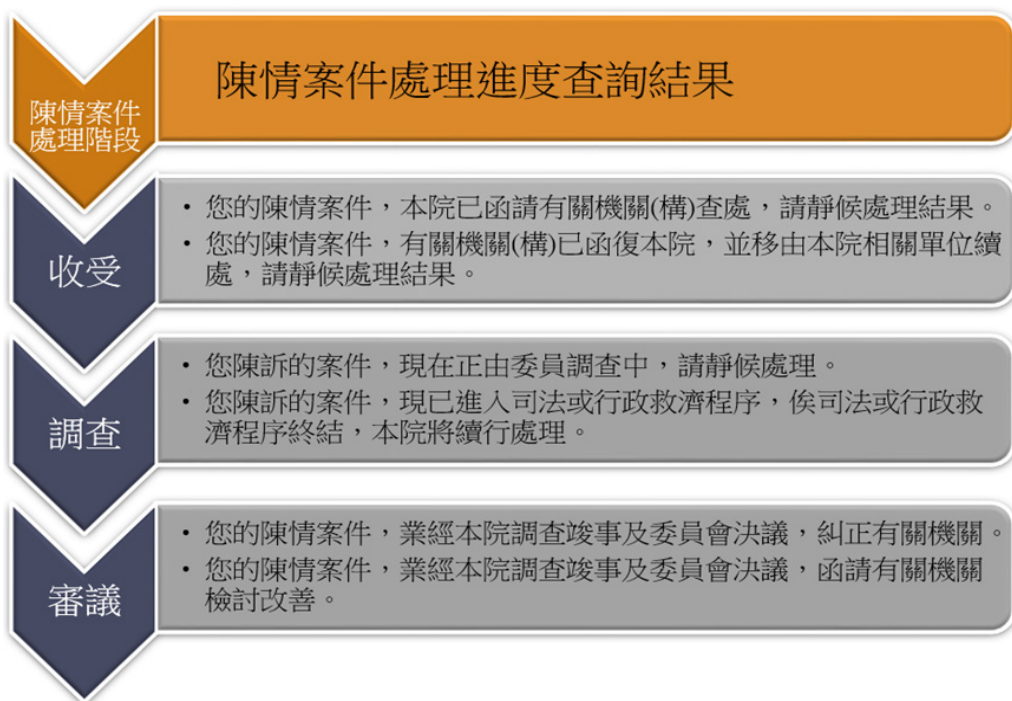 陳情案件
處理階段
陳情案件處理進度查詢結果
收受
• 您的陳情案件，本院已函請有關機關(構)查處，請靜候處理結果。
• 您的陳情案件，有關機關(構)已函復本院，並移由本院相關單位續
處，請靜候處理結果。
調查
• 您陳訴的案件，現在正由委員調查中，請靜候處理。
• 您陳訴的案件，現已進入司法或行政救濟程序，俟司法或行政救
濟程序終結，本院將續行處理。
審議
• 您的陳情案件，業經本院調查竣事及委員會決議，糾正有關機關。
• 您的陳情案件，業經本院調查竣事及委員會決議，函請有關機關
檢討改善。